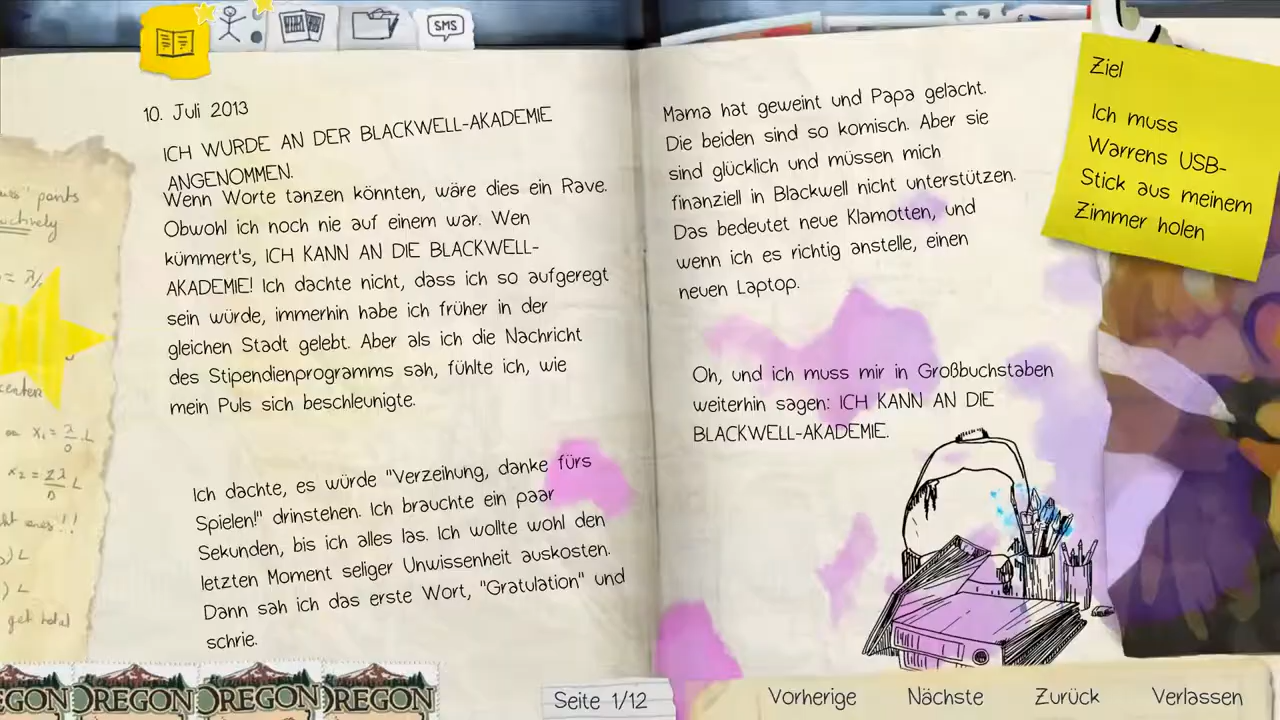 SMS
10. Juli 2013
ICH WURDE AN DER BLACKWELL-AKADEMIE
ANGENOMMEN.
Wenn Worte tanzen könnten, wäre dies ein Rave.
Obwohl ich noch nie auf einem war. Wen
kümmert's, ICH KANN AN DIE BLACKWELL-
AKADEMIE! Ich dachte nicht, dass ich so aufgeregt
sein würde, immerhin habe ich früher in der
gleichen Stadt gelebt. Aber als ich die Nachricht
des Stipendienprogramms sah, fühlte ich, wie
mein Puls sich beschleunigte.
Ich dachte, es würde "Verzeihung, danke fürs
Spielen!" drinstehen. Ich brauchte ein paar
Sekunden, bis ich alles las. Ich wollte wohl den
letzten Moment seliger Unwissenheit auskosten.
Dann sah ich das erste Wort, "Gratulation" und
schrie.
Mama hat geweint und Papa gelacht.
Die beiden sind so komisch. Aber sie
sind glücklich und müssen mich
finanziell in Blackwell nicht unterstützen.
Das bedeutet neue Klamotten, und
wenn ich es richtig anstelle, einen
neuen Laptop.
Oh, und ich muss mir in Großbuchstaben
weiterhin sagen: ICH KANN AN DIE
BLACKWELL-AKADEMIE.
Ziel
Ich muss
Warrens USB-
Stick aus meinem
Zimmer holen
points
OREGON OREGON OREGON
Seite 1/12
Vorherige
Nächste
Zurück
Verlassen